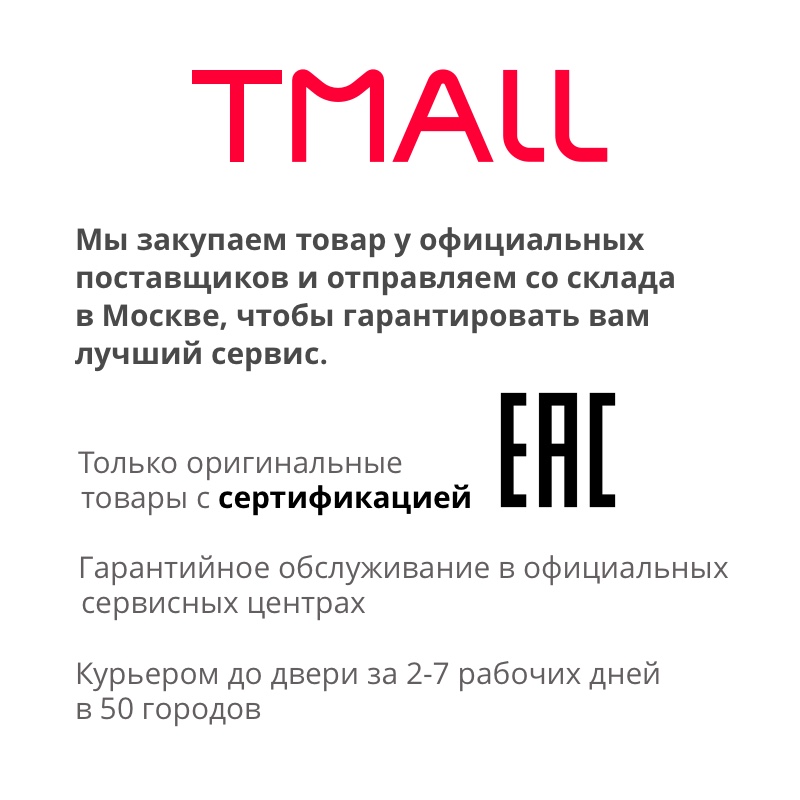 TMALL
Мы закупаем товар у официальных
поставщиков и отправляем со склада
в Москве, чтобы гарантировать вам
лучший сервис.
EAC
Только оригинальные
товары с сертификацией
Гарантийное обслуживание в официальных
сервисных центрах
Курьером до двери за 2-7 рабочих дней
в 50 городов